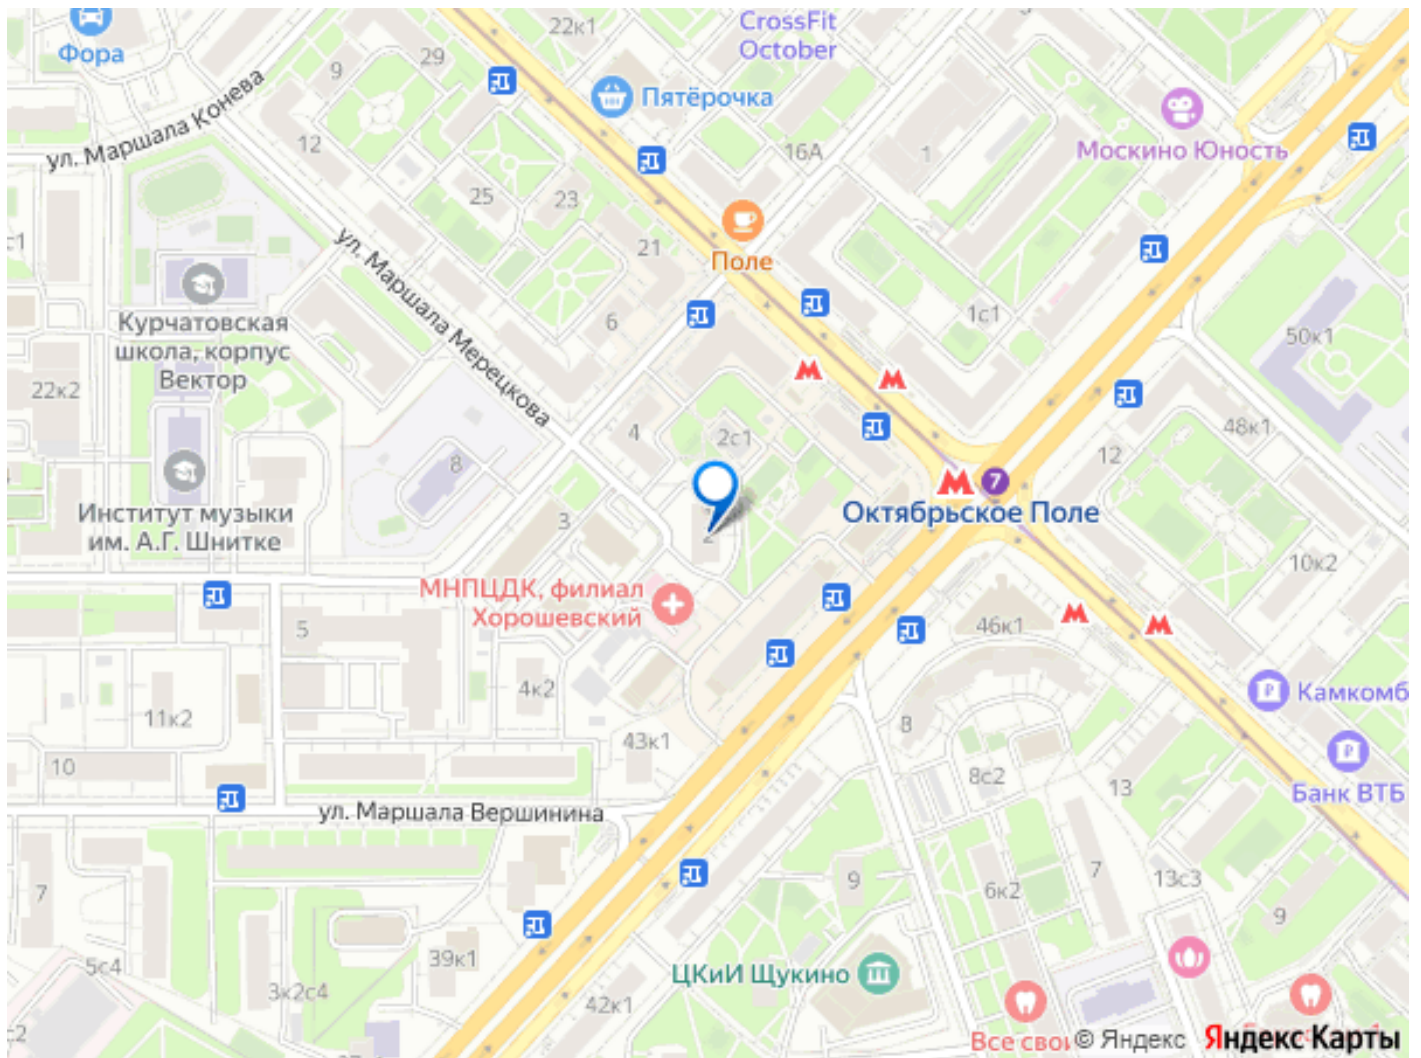 CrossFit
October
22к1
Фора
29
9
Пятёрочка
ул. Маршала Конева
12
16А
1
Москино Юность
25
23
21
Поле
ул. Маршала Мерецкова
6
1с1
50к1
Курчатовская
школа, корпус
Вектор
22к2
4
2с1
48к1
12
8
7
Октябрьское Поле
Институт музыки
им. А.Г. Шнитке
3
2
10к2
МНПЦДК, филиал
Хорошевский
5
46к1
4к2
11к2
Камкомб
8
43к1
10
8с2
13
Банк ВТБ
ул. Маршала Вершинина
7
9
6к2
7
13с3
9
39к1
5с4
3к2с4
ЦКиИ Щукино
42к1
Все свои
© Яндекс
Яндекс Карты